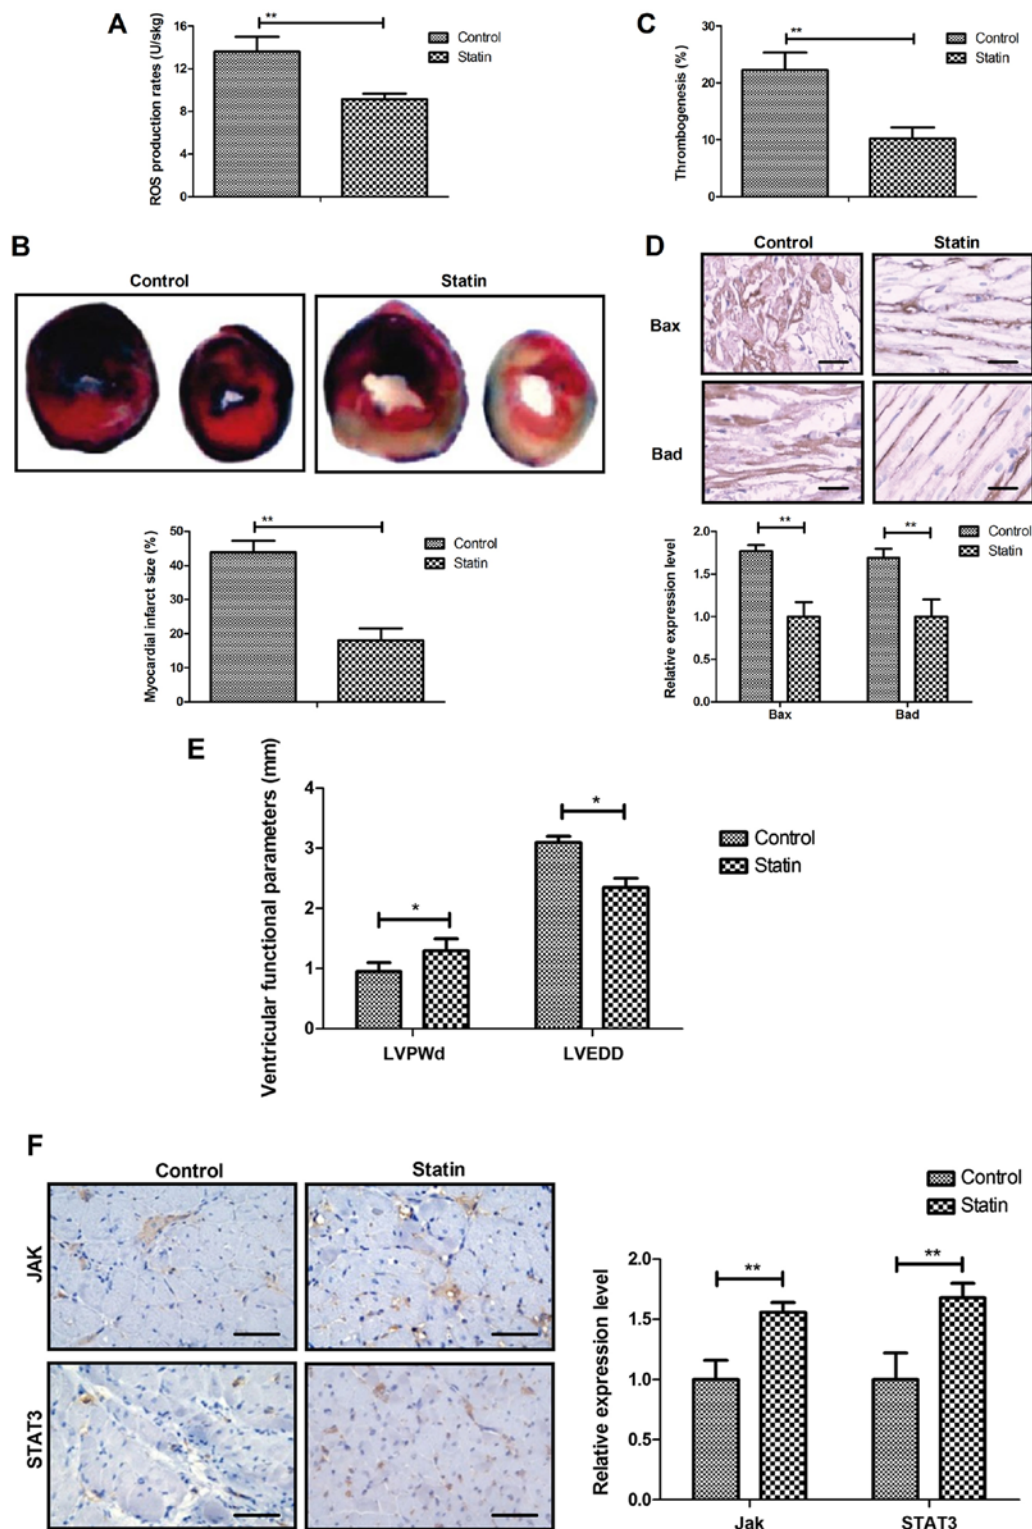 A
ROS production rates (U/skg)
16
12
8
4
0
**
Control
Statin
C
Thrombogenesis (%)
30
20
10
0
**
Control
Statin
B
Control
Statin
Myocardial infarct size (%)
50
40
30
20
10
0
**
Control
Statin
D
Control
Statin
Bax
Bad
Relative expression level
2.0
1.5
1.0
0.5
0.0
**
**
Control
Statin
Bax
Bad
E
Ventricular functional parameters (mm)
4
3
2
1
0
*
*
Control
Statin
LVPWd
LVEDD
F
Control
Statin
JAK
STAT3
Control
Statin
Relative expression level
2.0
1.5
1.0
0.5
0.0
**
**
Jak
STAT3